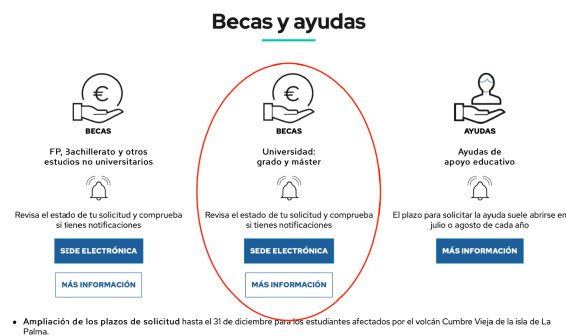 Becas y ayudas
€
BECAS
FP, Bachillerato y otros
estudios no universitarios
Revisa el estado de tu solicitud y comprueba
si tienes notificaciones
SEDE ELECTRÓNICA
MÁS INFORMACIÓN
€
BECAS
Universidad:
grado y máster
Revisa el estado de tu solicitud y comprueba
si tienes notificaciones
SEDE ELECTRÓNICA
MÁS INFORMACIÓN
AYUDAS
Ayudas de
apoyo educativo
El plazo para solicitar la ayuda suele abrirse en
julio o agosto de cada año
MÁS INFORMACIÓN
• Ampliación de los plazos de solicitud hasta el 31 de diciembre para los estudiantes afectados por el volcán Cumbre Vieja de la isla de La
Palma.